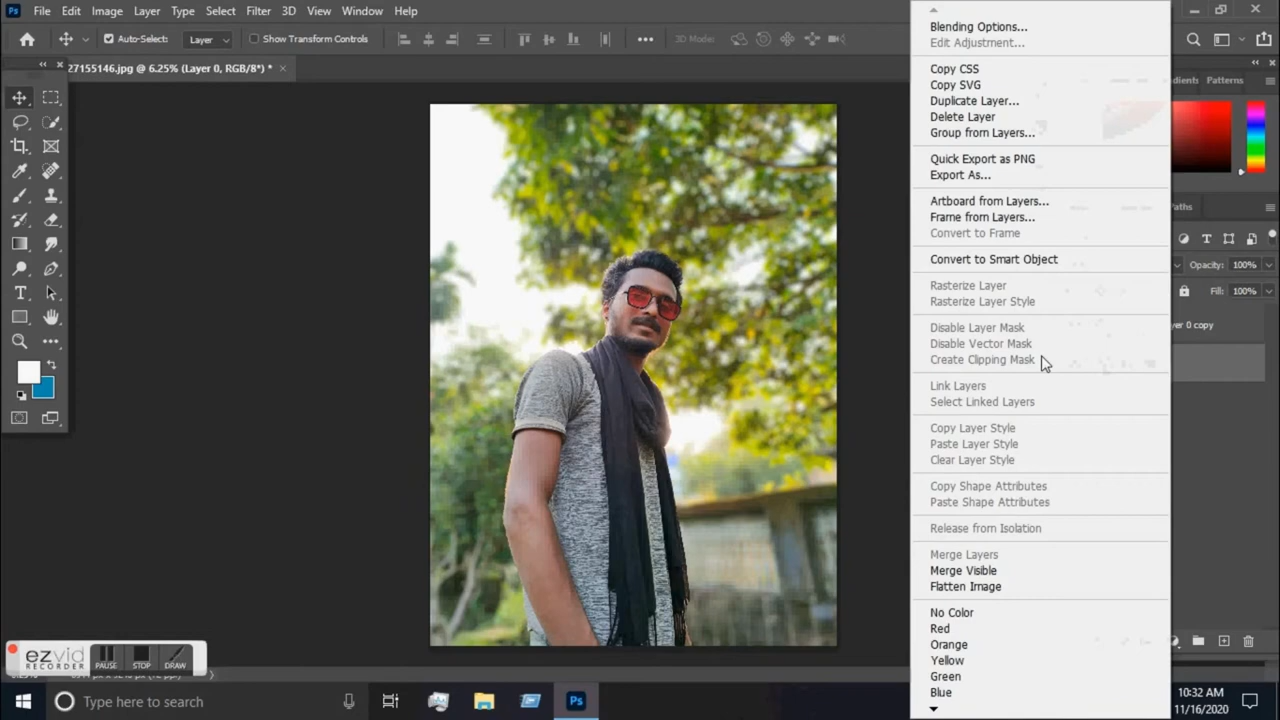 Ps File Edit Image Layer Type Select Filter 3D View Window Help
Auto-Select: Layer Show Transform Controls 3D Mode:
27155146.jpg @ 6.25% (Layer 0, RGB/8*) *
Patterns
Blending Options...
Edit Adjustment...
Copy CSS
Copy SVG
Duplicate Layer...
Delete Layer
Group from Layers...
Quick Export as PNG
Export As...
Artboard from Layers...
Frame from Layers...
Convert to Frame
Convert to Smart Object
Rasterize Layer
Rasterize Layer Style
Disable Layer Mask
Disable Vector Mask
Create Clipping Mask
Link Layers
Select Linked Layers
Copy Layer Style
Paste Layer Style
Clear Layer Style
Copy Shape Attributes
Paste Shape Attributes
Release from Isolation
Merge Layers
Merge Visible
Flatten Image
No Color
Red
Orange
Yellow
Green
Blue
Opacity: 100%
Fill: 100%
0 copy
ezvid
RECORDER
PAUSE STOP DRAW
Type here to search
Ps
10:32 AM
11/16/2020